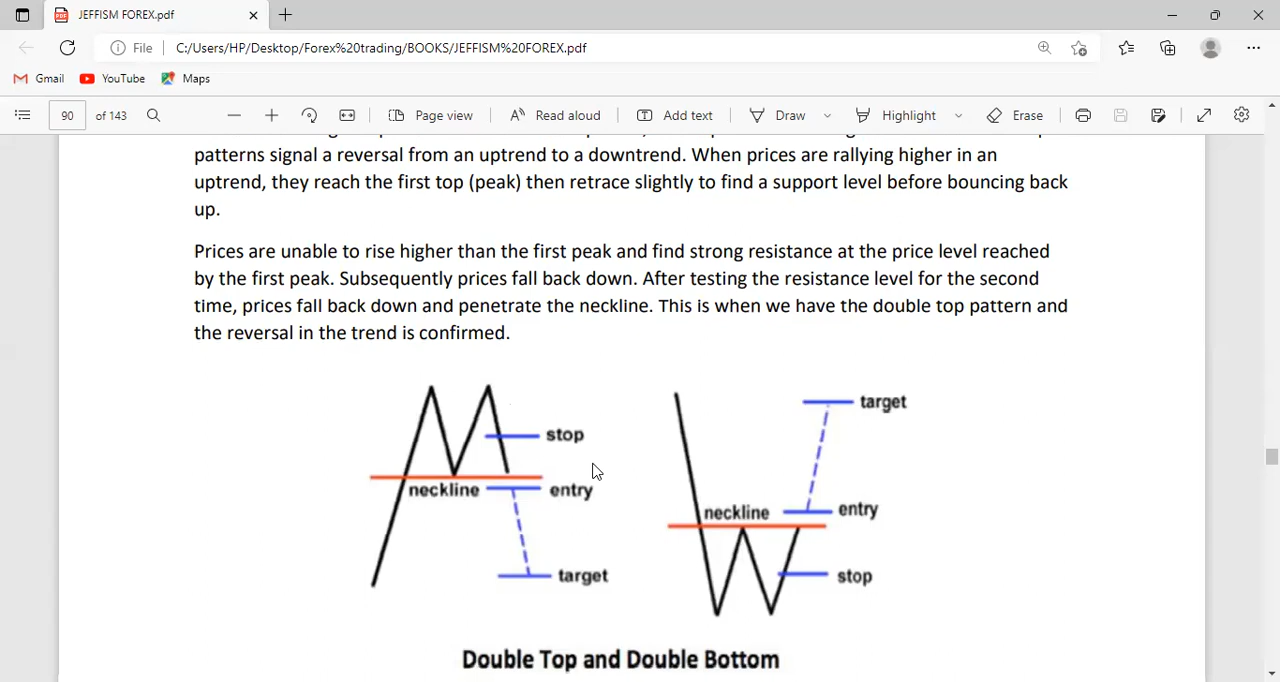 JEFFISM FOREX.pdf
File
C:/Users/HP/Desktop/Forex%20trading/BOOKS/JEFFISM%20FOREX.pdf
Gmail YouTube Maps
90 of 143 Page view Read aloud Add text Draw Highlight Erase
patterns signal a reversal from an uptrend to a downtrend. When prices are rallying higher in an
uptrend, they reach the first top (peak) then retrace slightly to find a support level before bouncing back
up.
Prices are unable to rise higher than the first peak and find strong resistance at the price level reached
by the first peak. Subsequently prices fall back down. After testing the resistance level for the second
time, prices fall back down and penetrate the neckline. This is when we have the double top pattern and
the reversal in the trend is confirmed.
stop
neckline
entry
target
target
neckline
entry
stop
Double Top and Double Bottom